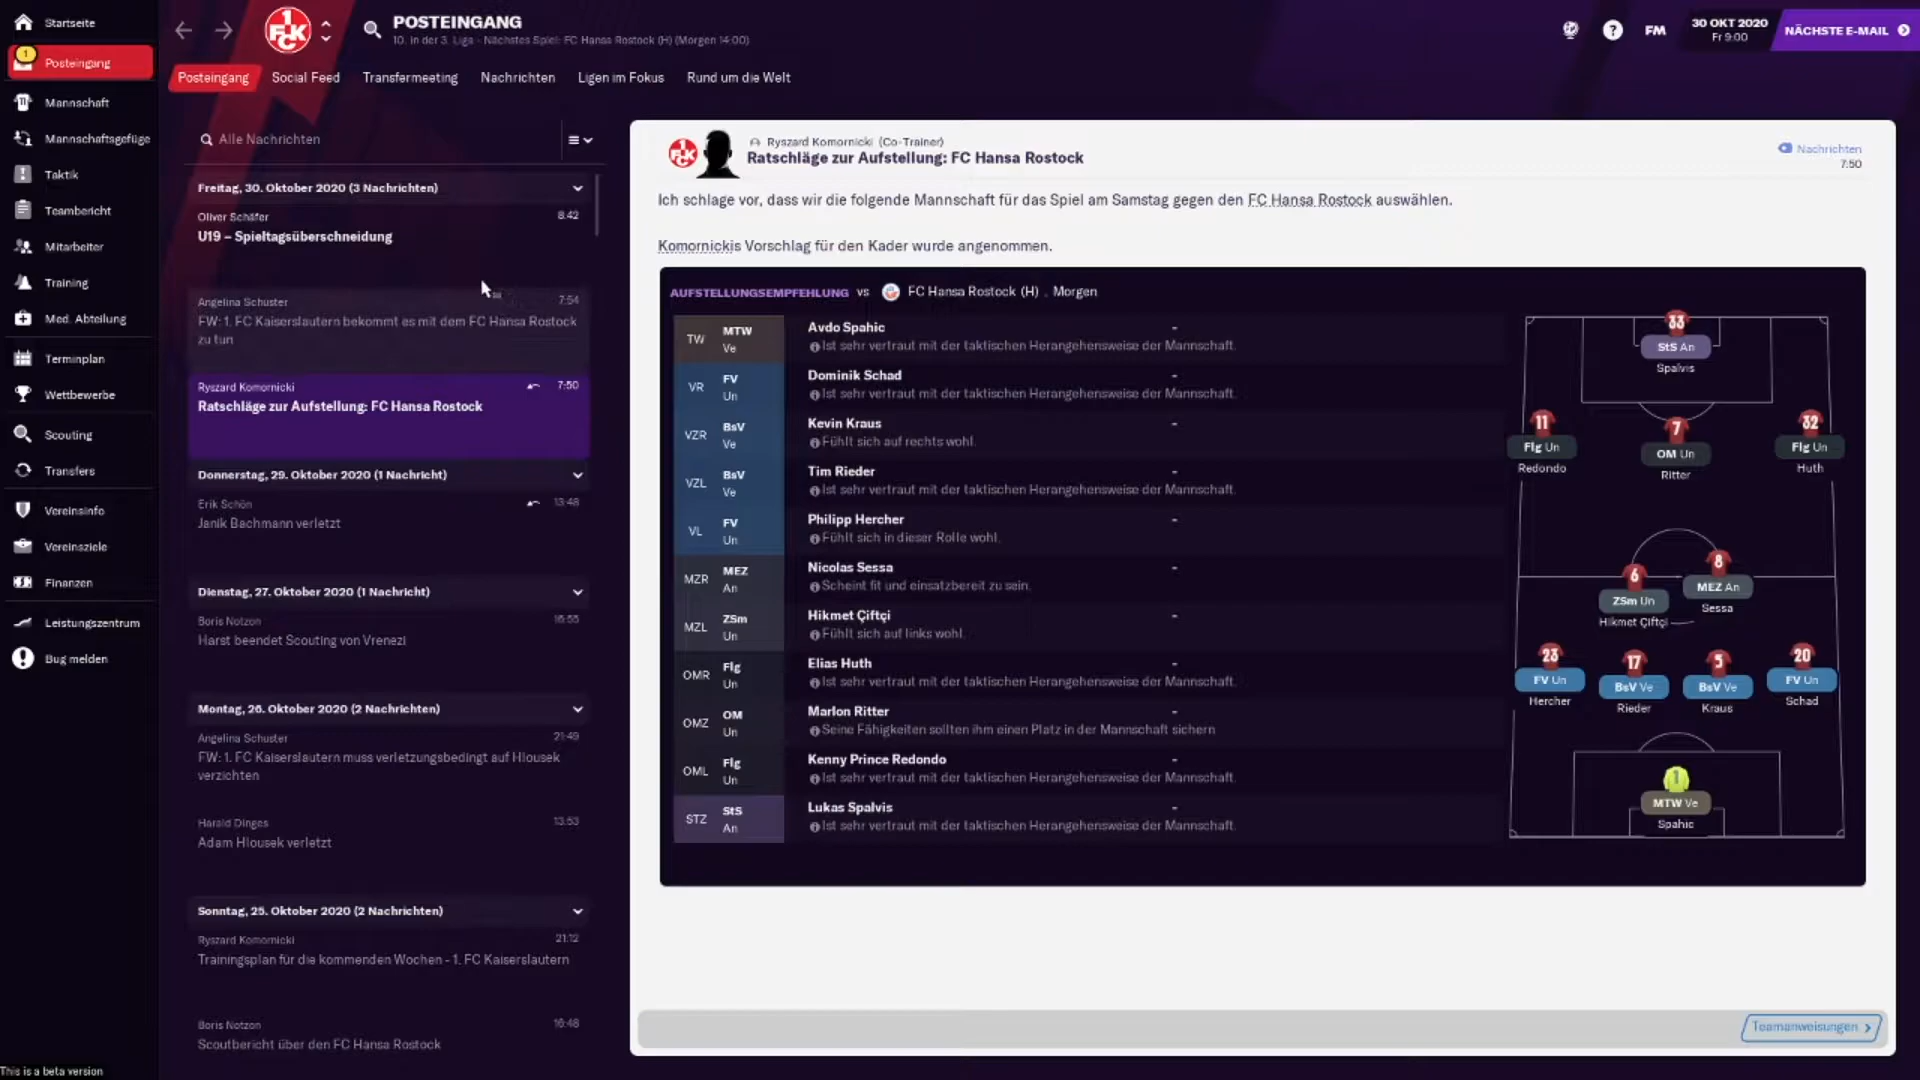 Startseite
1
Posteingang
Mannschaft
Mannschaftsgefüge
Taktik
Teambericht
Mitarbeiter
Training
Med. Abteilung
Terminplan
Wettbewerbe
Scouting
Transfers
Vereinsinfo
Vereinsziele
Finanzen
Leistungszentrum
Bug melden
This is a beta version
POSTEINGANG
10. in der 3. Liga - Nächstes Spiel: FC Hansa Rostock (H) (Morgen 14:00)
FM
30 OKT 2020
Fr 9:00
NÄCHSTE E-MAIL
Posteingang Social Feed Transfermeeting Nachrichten Ligen im Fokus Rund um die Welt
Alle Nachrichten
Freitag, 30. Oktober 2020 (3 Nachrichten)
Oliver Schäfer 8:42
U19 – Spieltagsüberschneidung
Angelina Schuster 7:54
FW: 1. FC Kaiserslautern bekommt es mit dem FC Hansa Rostock
zu tun
Ryszard Komornicki 7:50
Ratschläge zur Aufstellung: FC Hansa Rostock
Donnerstag, 29. Oktober 2020 (1 Nachricht)
Erik Schön 13:48
Janik Bachmann verletzt
Dienstag, 27. Oktober 2020 (1 Nachricht)
Boris Notzon 16:55
Harst beendet Scouting von Vrenezi
Montag, 26. Oktober 2020 (2 Nachrichten)
Angelina Schuster 21:49
FW: 1. FC Kaiserslautern muss verletzungsbedingt auf Hlousek
verzichten
Harald Dinges 13:53
Adam Hlousek verletzt
Sonntag, 25. Oktober 2020 (2 Nachrichten)
Ryszard Komornicki 21:12
Trainingsplan für die kommenden Wochen - 1. FC Kaiserslautern
Boris Notzon 16:48
Scoutbericht über den FC Hansa Rostock
Ryszard Komornicki (Co-Trainer)
Ratschläge zur Aufstellung: FC Hansa Rostock
Nachrichten
7:50
Ich schlage vor, dass wir die folgende Mannschaft für das Spiel am Samstag gegen den FC Hansa Rostock auswählen.
Komornickis Vorschlag für den Kader wurde angenommen.
AUFSTELLUNGSEMPFEHLUNG vs FC Hansa Rostock (H) . Morgen
TW MTW Ve Avdo Spahic -
Ist sehr vertraut mit der taktischen Herangehensweise der Mannschaft.
VR FV Un Dominik Schad -
Ist sehr vertraut mit der taktischen Herangehensweise der Mannschaft.
VZR BsV Ve Kevin Kraus -
Fühlt sich auf rechts wohl.
VZL BsV Ve Tim Rieder -
Ist sehr vertraut mit der taktischen Herangehensweise der Mannschaft.
VL FV Un Philipp Hercher -
Fühlt sich in dieser Rolle wohl.
MZR MEZ An Nicolas Sessa -
Scheint fit und einsatzbereit zu sein.
MZL ZSm Un Hikmet Çiftçi -
Fühlt sich auf links wohl.
OMR Flg Un Elias Huth -
Ist sehr vertraut mit der taktischen Herangehensweise der Mannschaft.
OMZ OM Un Marlon Ritter -
Seine Fähigkeiten sollten ihm einen Platz in der Mannschaft sichern
OML Flg Un Kenny Prince Redondo -
Ist sehr vertraut mit der taktischen Herangehensweise der Mannschaft.
STZ StS An Lukas Spalvis -
Ist sehr vertraut mit der taktischen Herangehensweise der Mannschaft.
33
StS An
Spalvis
11 7 32
Flg Un OM Un Flg Un
Redondo Ritter Huth
6 8
ZSm Un MEZ An
Hikmet Çiftçi Sessa
23 17 5 20
FV Un BsV Ve BsV Ve FV Un
Hercher Rieder Kraus Schad
1
MTW Ve
Spahic
Teamanweisungen